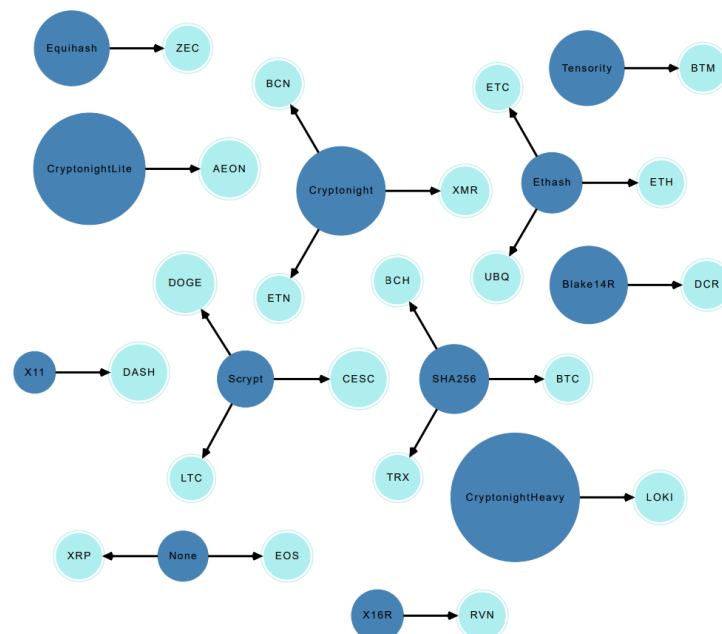 Equihash
ZEC
Tensority
BTM
BCN
ETC
CryptonightLite
AEON
Cryptonight
XMR
Ethash
ETH
DOGE
BCH
UBQ
Blake14R
DCR
ETN
X11
DASH
Scrypt
CESC
SHA256
BTC
LTC
TRX
CryptonightHeavy
LOKI
XRP
None
EOS
X16R
RVN